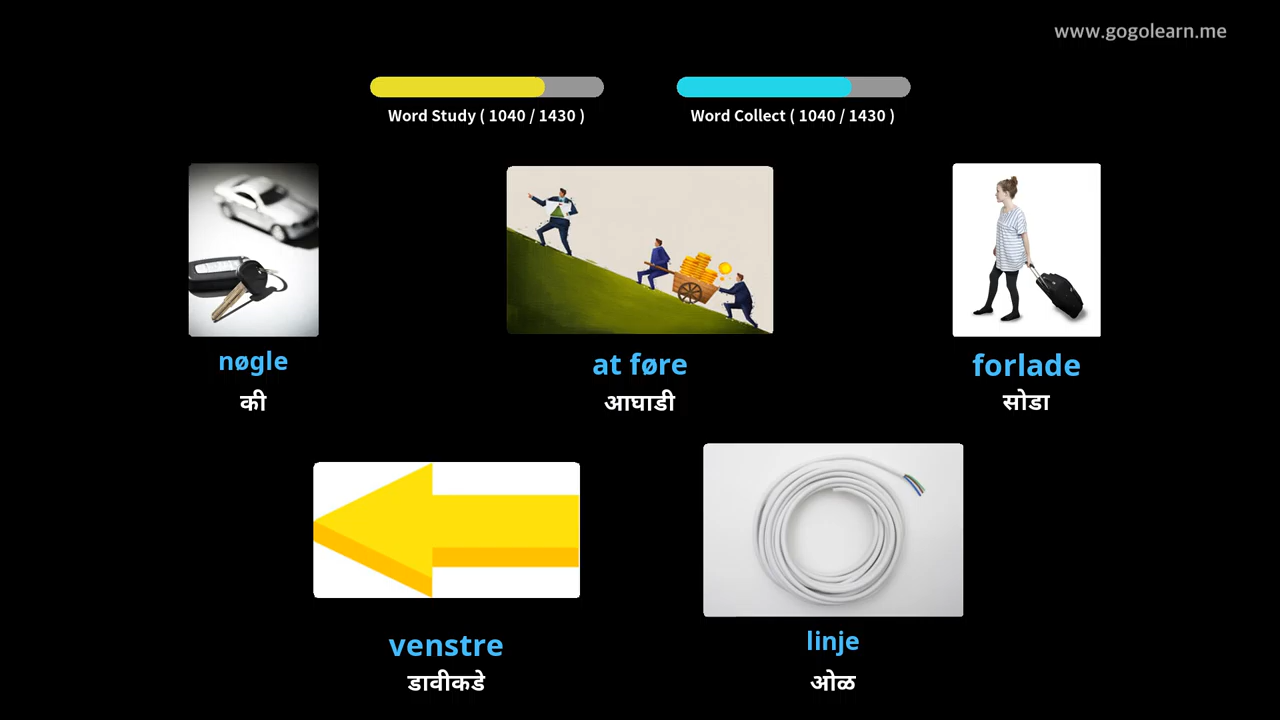 www.gogolearn.me
Word Study ( 1040 / 1430 )
Word Collect ( 1040 / 1430 )
nøgle
की
at føre
आघाडी
forlade
सोडा
venstre
डावीकडे
linje
ओळ